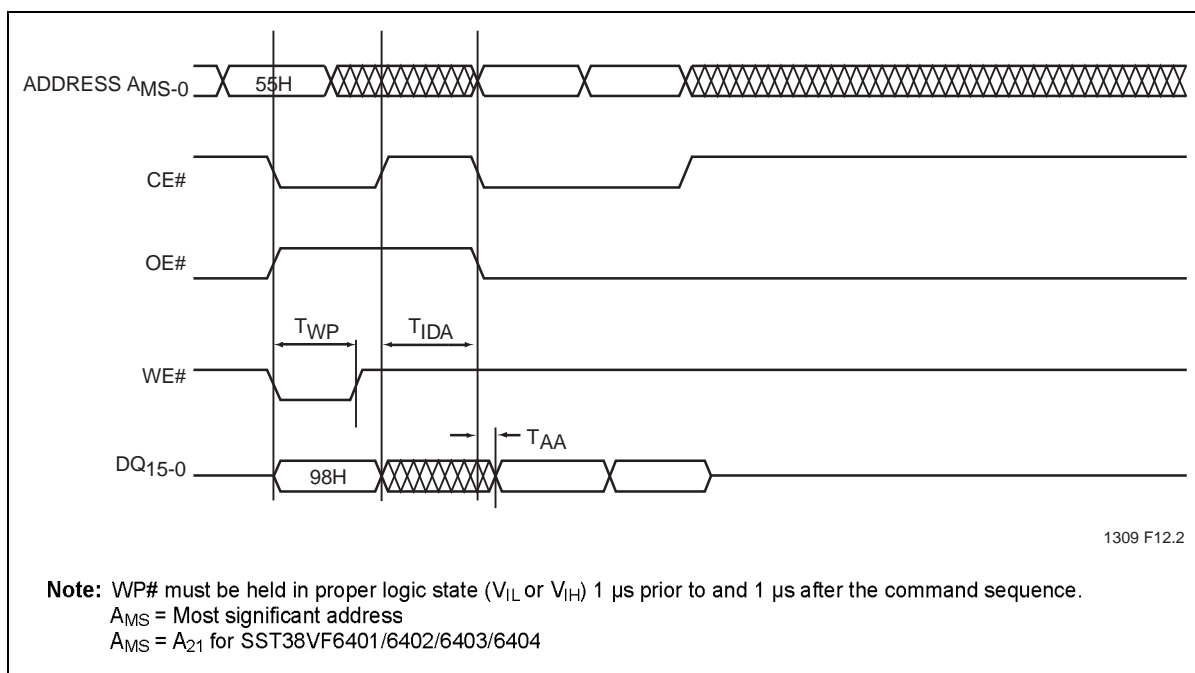 ADDRESS AMS-0
55H
CE#
OE#
TWP
TIDA
WE#
TAA
DQ15-0
98H
1309 F12.2
Note: WP# must be held in proper logic state (VIL or VIH) 1 µs prior to and 1 µs after the command sequence.
AMS = Most significant address
AMS = A21 for SST38VF6401/6402/6403/6404